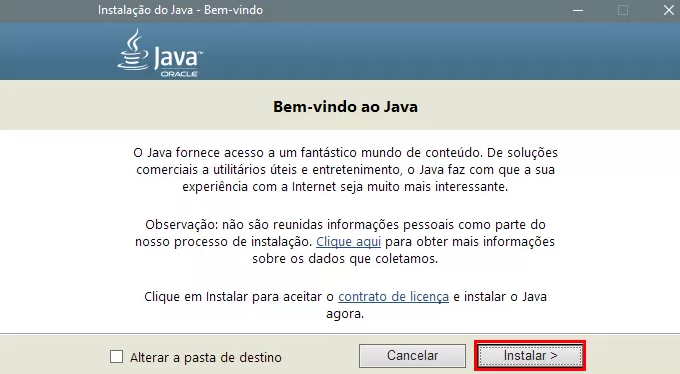 Instalação do Java - Bem-vindo
Java™
ORACLE
Bem-vindo ao Java
O Java fornece acesso a um fantástico mundo de conteúdo. De soluções
comerciais a utilitários úteis e entretenimento, o Java faz com que a sua
experiência com a Internet seja muito mais interessante.
Observação: não são reunidas informações pessoais como parte do
nosso processo de instalação. Clique aqui para obter mais informações
sobre os dados que coletamos.
Clique em Instalar para aceitar o contrato de licença e instalar o Java
agora.
Alterar a pasta de destino
Cancelar
Instalar >